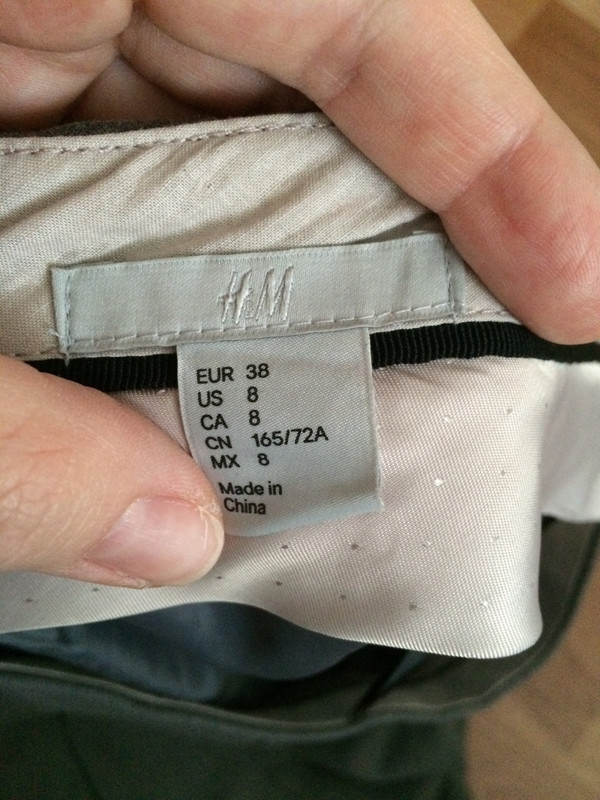 H&M
EUR 38
US 8
CA 8
CN 165/72A
MX 8
Made in
China